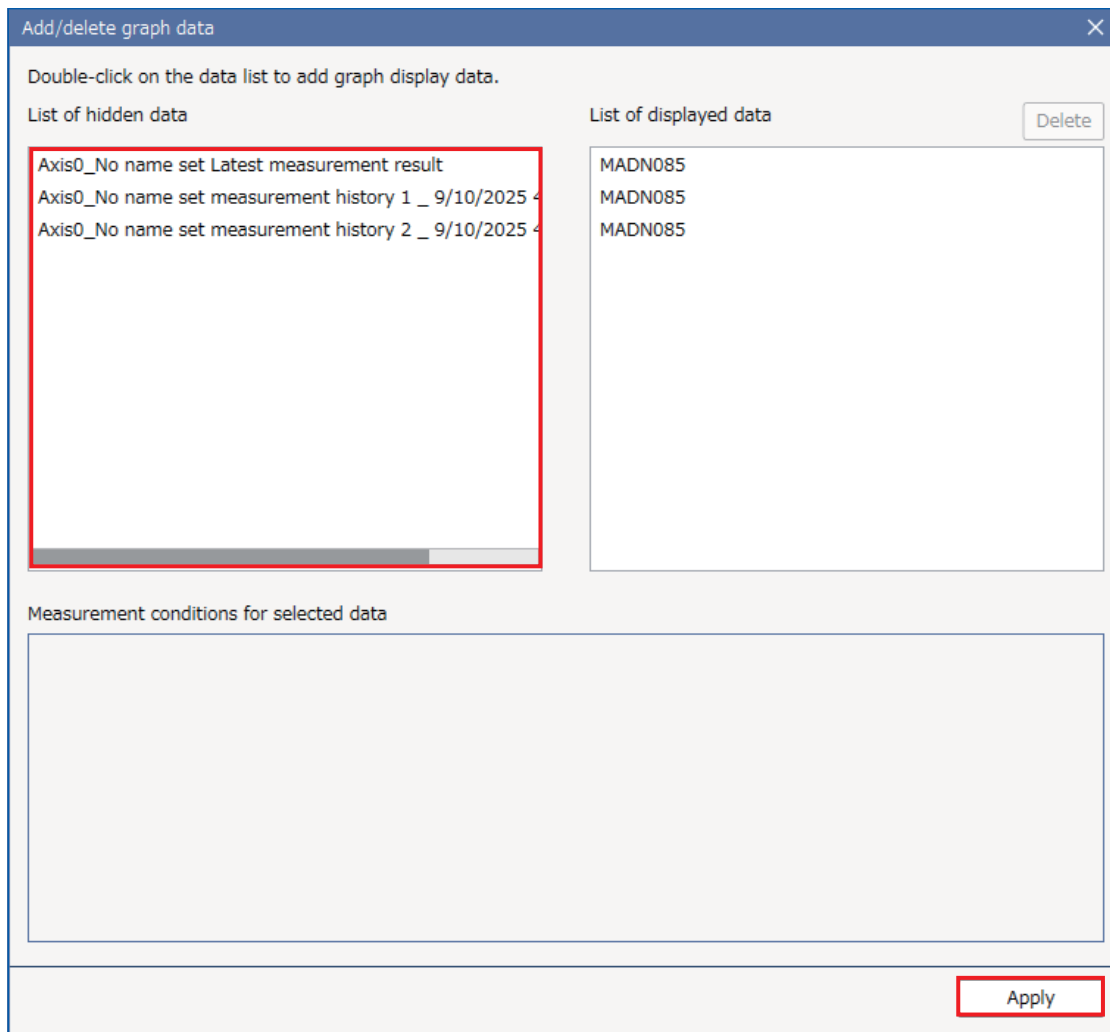 Add/delete graph data
Double-click on the data list to add graph display data.
List of hidden data
List of displayed data
Delete
Axis0_No name set Latest measurement result
Axis0_No name set measurement history 1 _ 9/10/2025 4
Axis0_No name set measurement history 2 _ 9/10/2025 4
MADN085
MADN085
MADN085
Measurement conditions for selected data
Apply